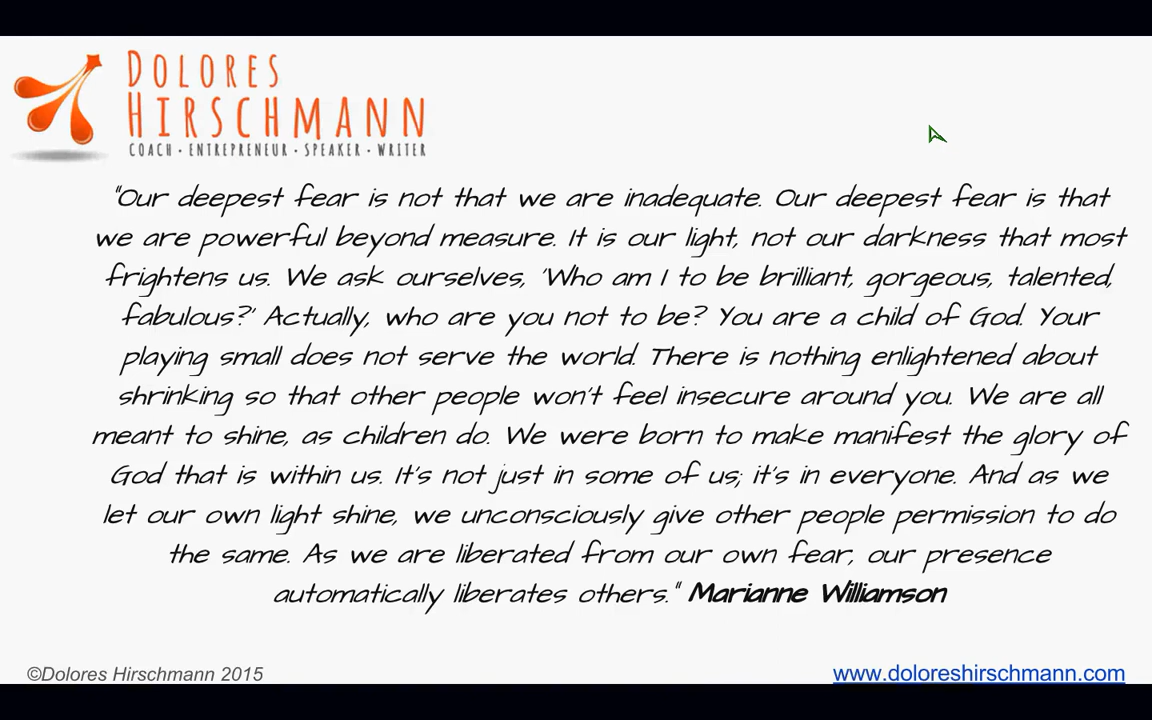 DOLORES
HIRSCHMANN
COACH • ENTREPRENEUR • SPEAKER • WRITER
"Our deepest fear is not that we are inadequate. Our deepest fear is that
we are powerful beyond measure. It is our light, not our darkness that most
frightens us. We ask ourselves, 'Who am I to be brilliant, gorgeous, talented,
fabulous?' Actually, who are you not to be? You are a child of God. Your
playing small does not serve the world. There is nothing enlightened about
shrinking so that other people won't feel insecure around you. We are all
meant to shine, as children do. We were born to make manifest the glory of
God that is within us. It's not just in some of us; it's in everyone. And as we
let our own light shine, we unconsciously give other people permission to do
the same. As we are liberated from our own fear, our presence
automatically liberates others." Marianne Williamson
©Dolores Hirschmann 2015
www.doloreshirschmann.com